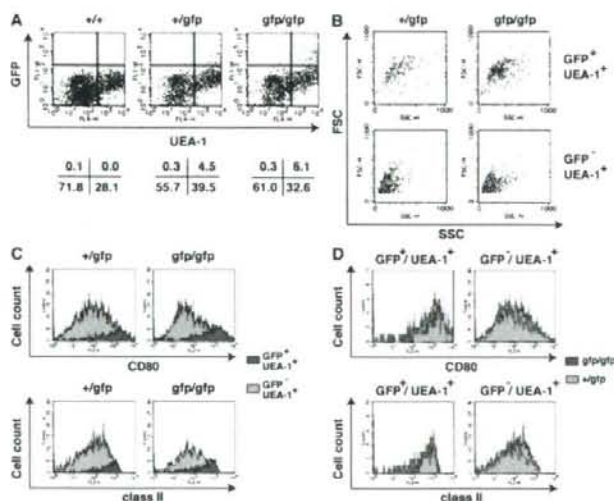 A
+/+
+/gfp
gfp/gfp
GFP
UEA-1
0.1 0.0
71.8 28.1
0.3 4.5
55.7 39.5
0.3 6.1
61.0 32.6
B
+/gfp
gfp/gfp
1000
FSC-H
SSC-H
1000
GFP+
UEA-1+
GFP-
UEA-1+
FSC
SSC
C
+/gfp
gfp/gfp
Cell count
CD80
GFP+
UEA-1+
GFP-
UEA-1+
+/gfp
gfp/gfp
Cell count
class II
D
GFP+/ UEA-1+
GFP-/ UEA-1+
Cell count
CD80
gfp/gfp
+/gfp
GFP+/ UEA-1+
GFP-/ UEA-1+
Cell count
class II